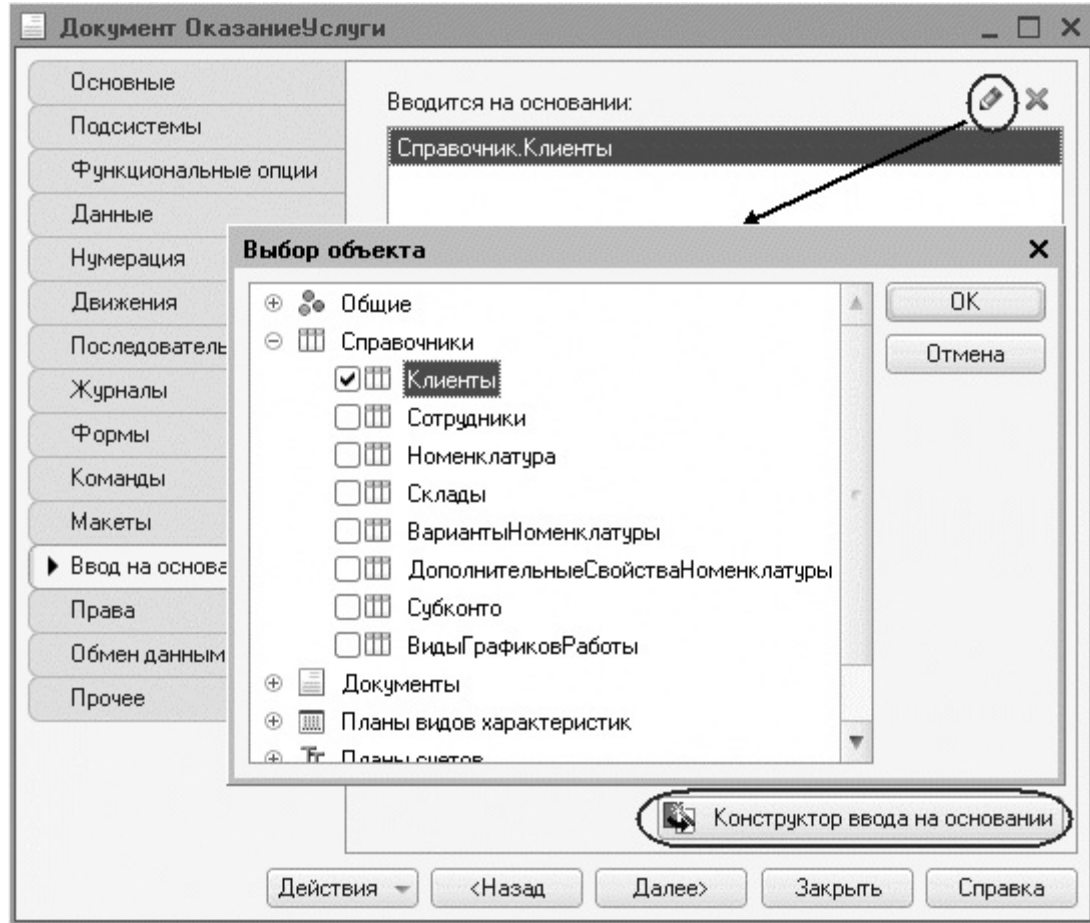 Документ ОказаниеУслуги
Основные
Подсистемы
Функциональные опции
Данные
Нумерация
Движения
Последователь
Журналы
Формы
Команды
Макеты
Ввод на основа
Права
Обмен данным
Прочее
Вводится на основании:
Справочник.Клиенты
Выбор объекта
Общие
Справочники
Клиенты
Сотрудники
Номенклатура
Склады
ВариантыНоменклатуры
ДополнительныеСвойстваНоменклатуры
Субконто
ВидыГрафиковРаботы
Документы
Планы видов характеристик
Планы счетов
OK
Отмена
Конструктор ввода на основании
Действия
<Назад
Далее>
Закрыть
Справка